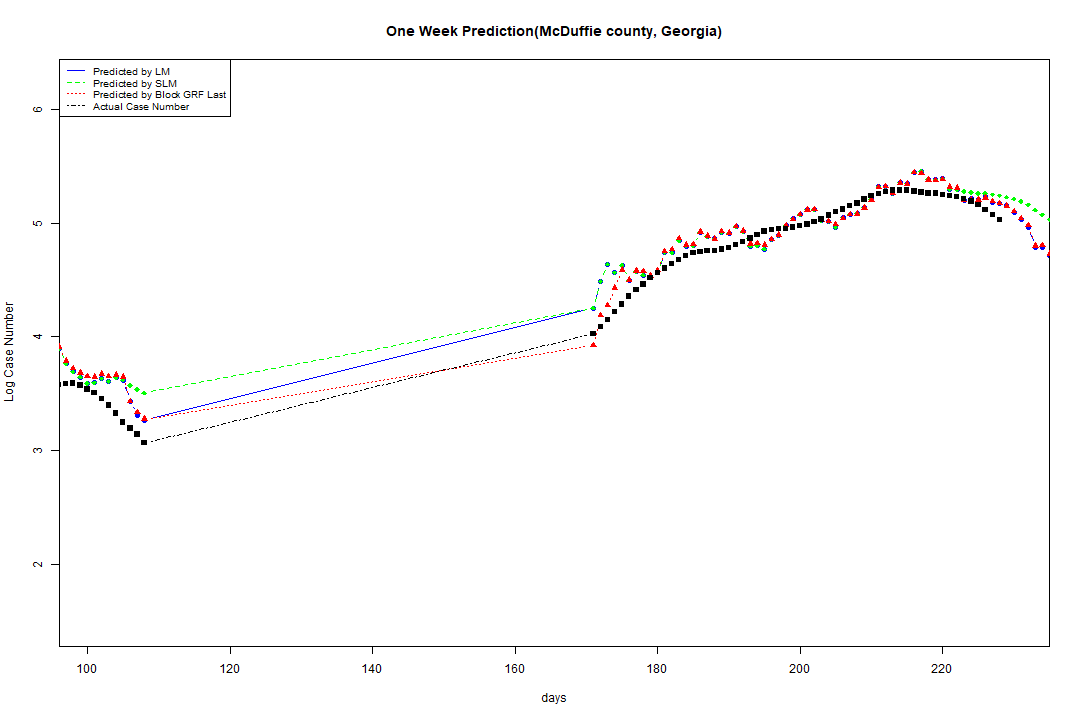 One Week Prediction(McDuffie county, Georgia)
Predicted by LM
Predicted by SLM
Predicted by Block GRF Last
Actual Case Number
6
5
4
3
2
Log Case Number
100 120 140 160 180 200 220
days